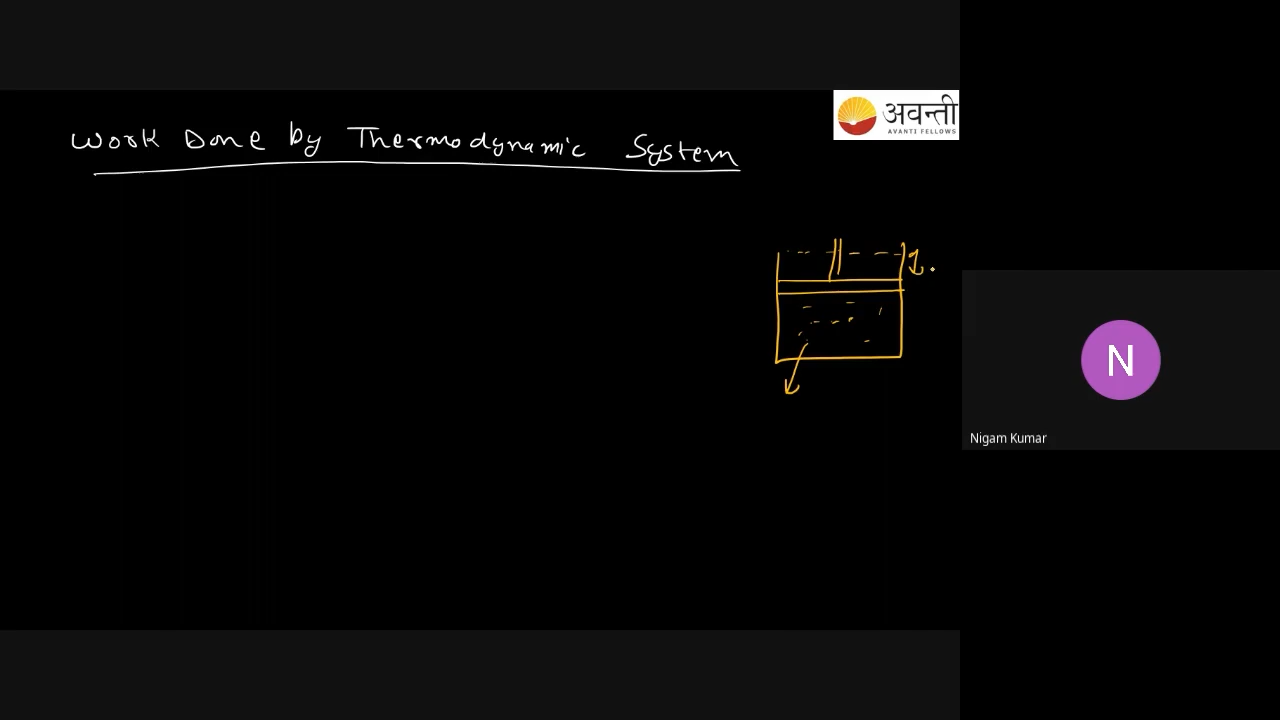 Work Done by Thermodynamic System
अवन्ती
AVANTI FELLOWS
N
Nigam Kumar